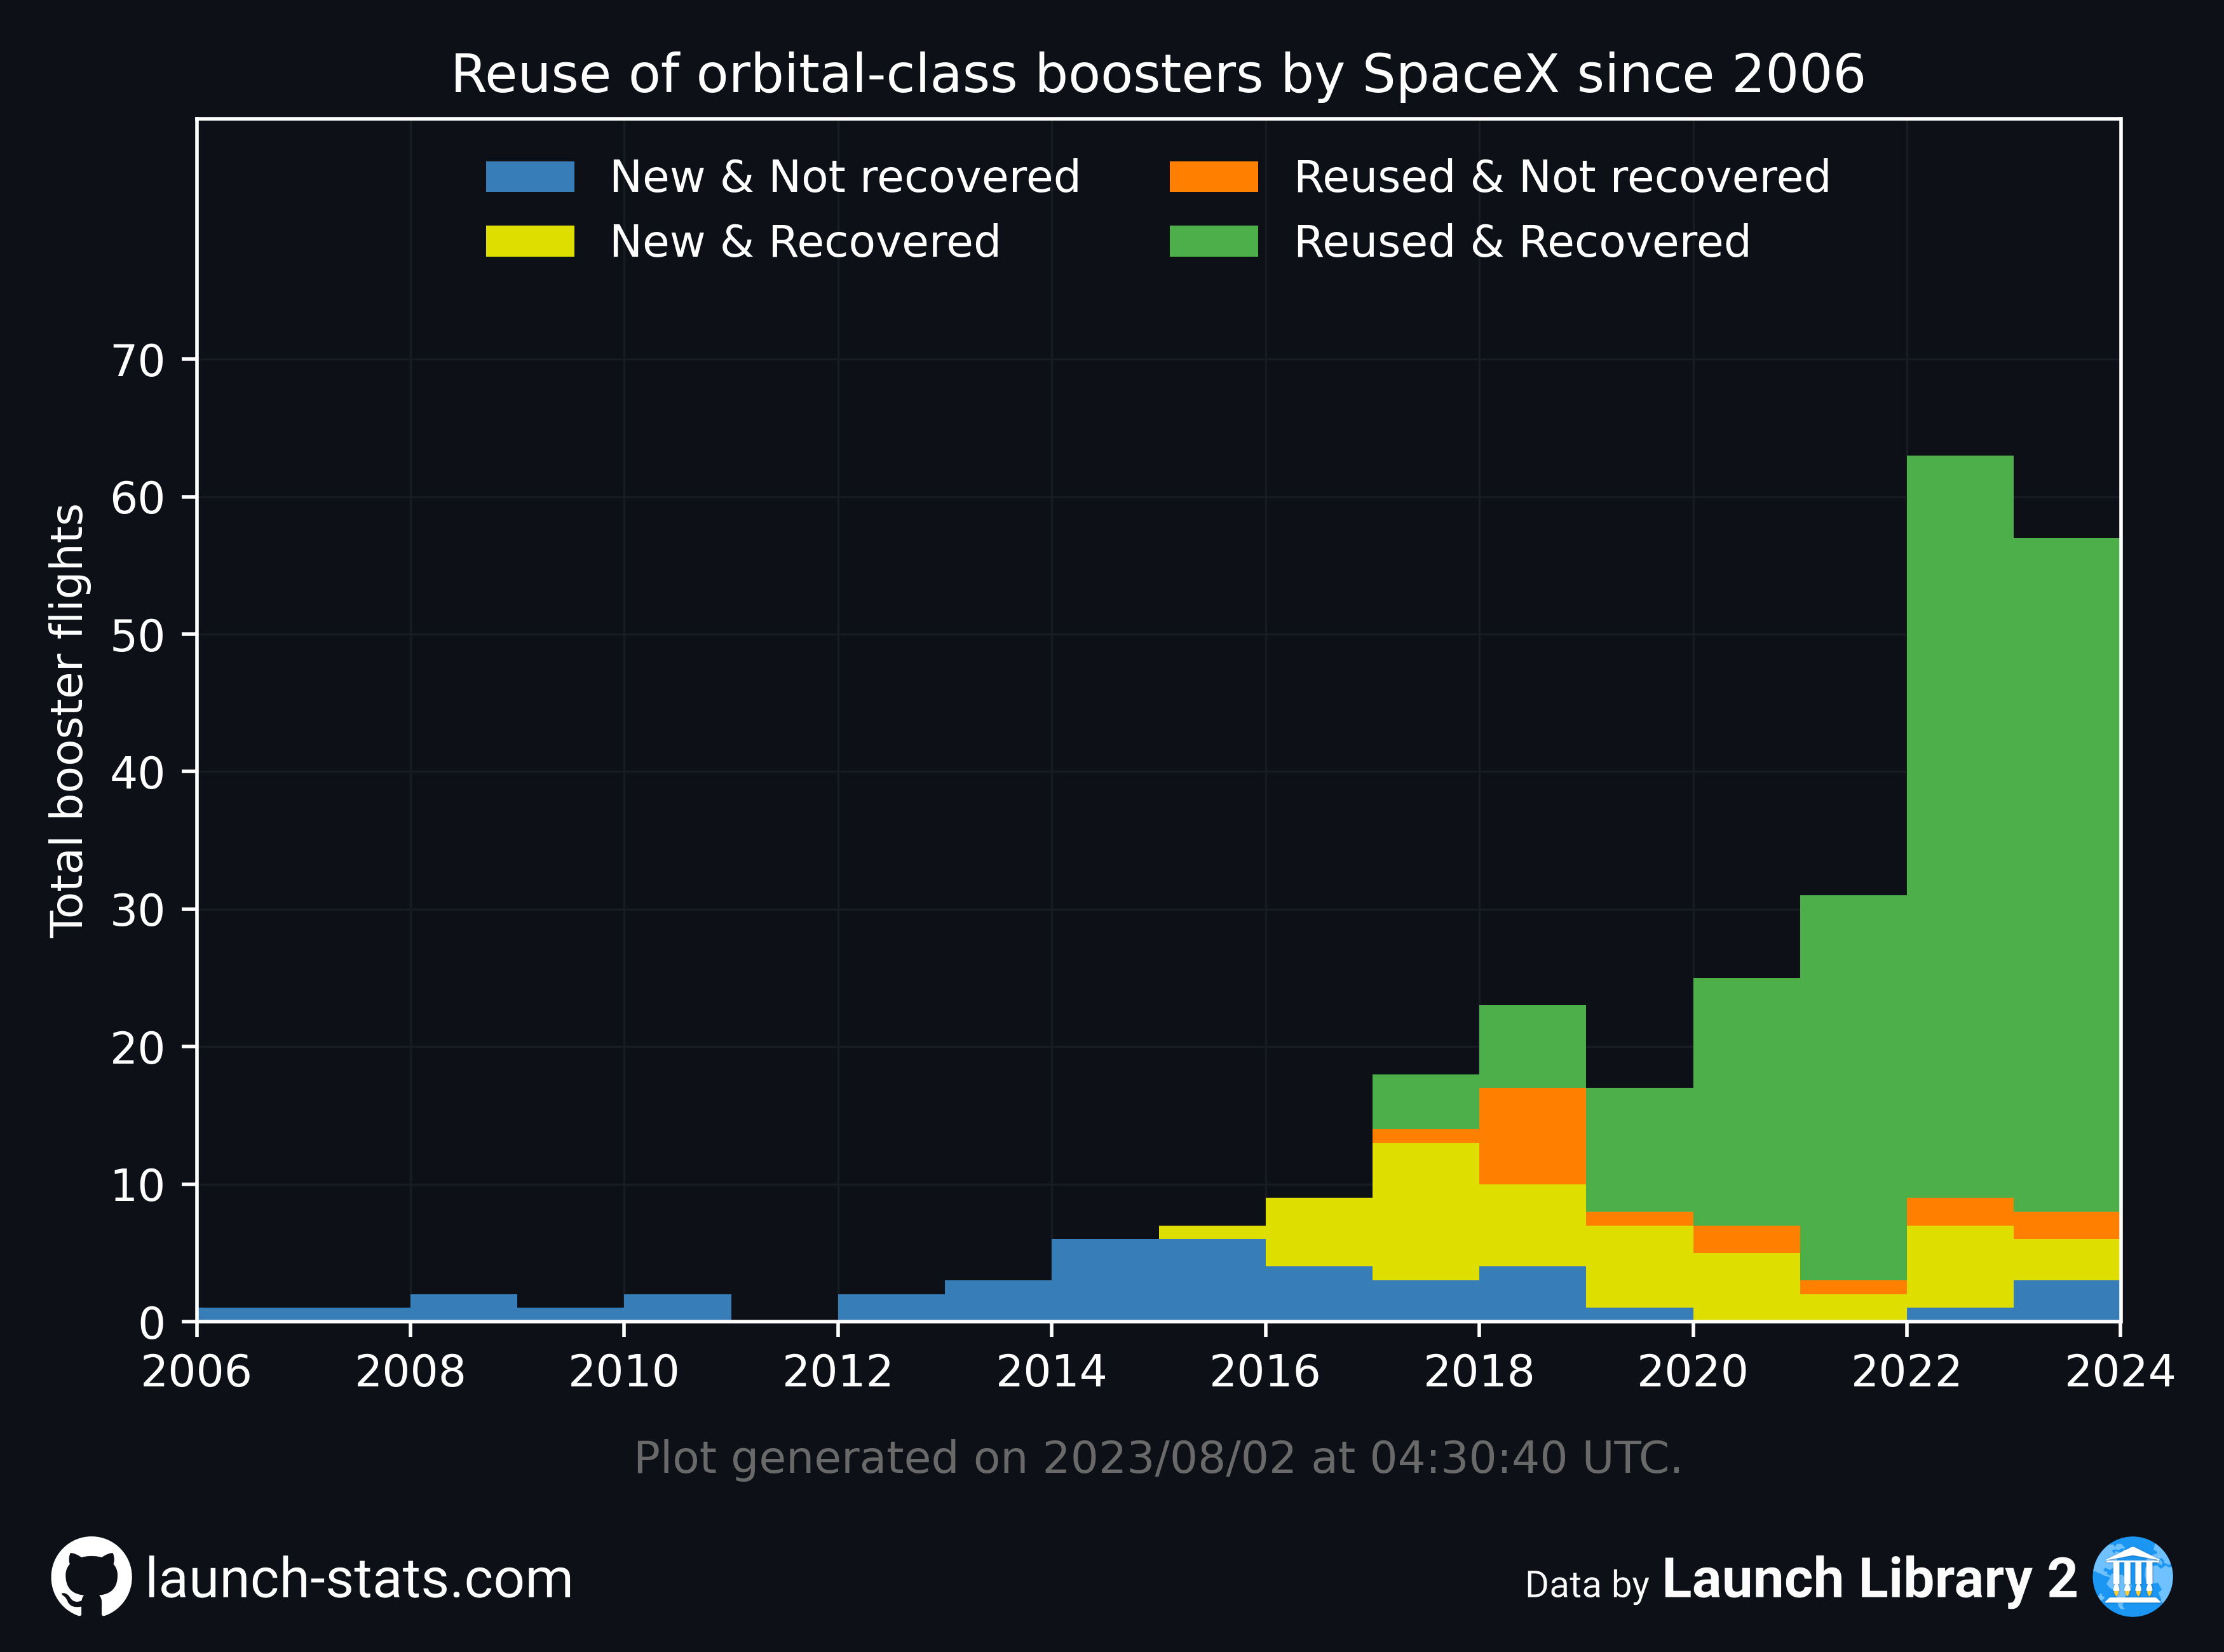 Reuse of orbital-class boosters by SpaceX since 2006
New & Not recovered
New & Recovered
Reused & Not recovered
Reused & Recovered
Total booster flights
70
60
50
40
30
20
10
0
2006 2008 2010 2012 2014 2016 2018 2020 2022 2024
Plot generated on 2023/08/02 at 04:30:40 UTC.
launch-stats.com
Data by Launch Library 2